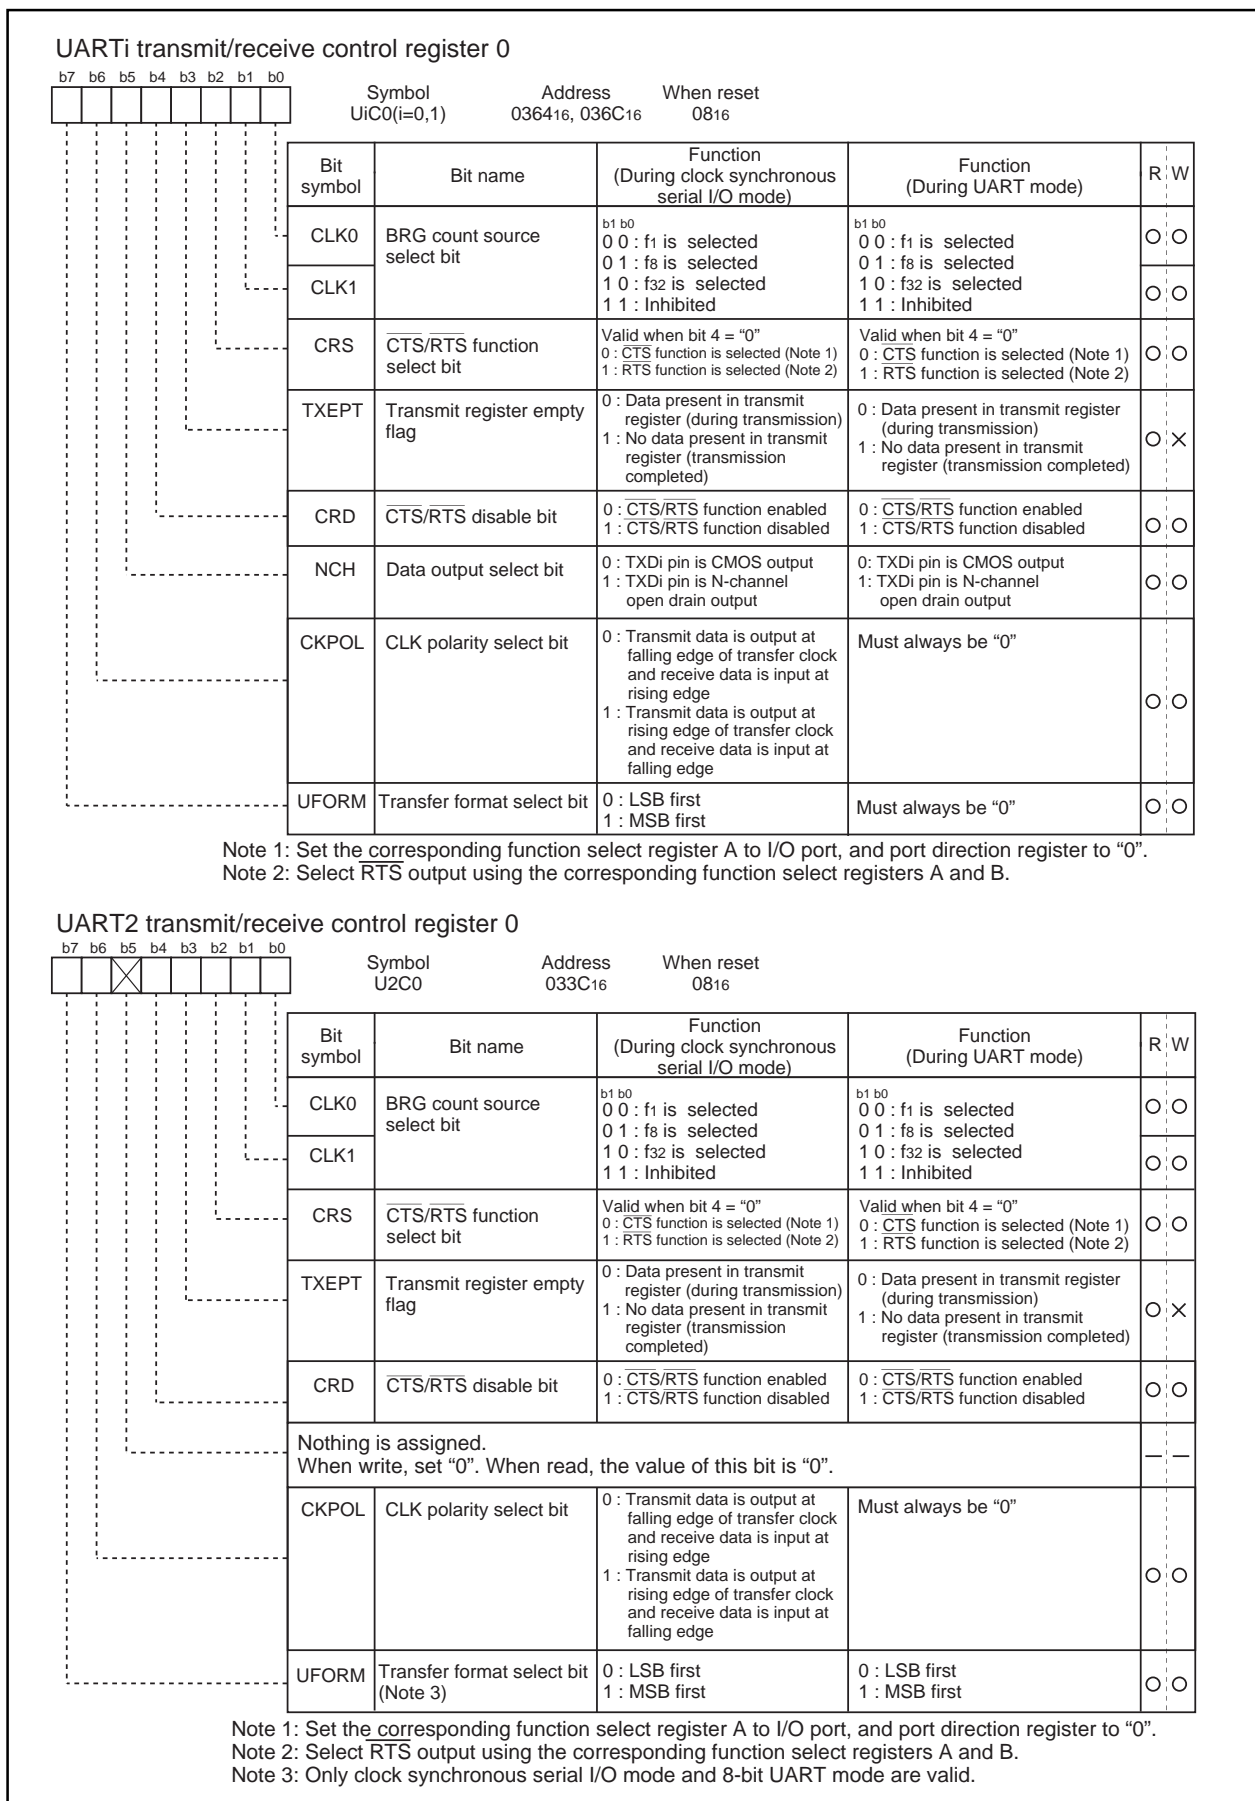 UARTi transmit/receive control register 0
b7 b6 b5 b4 b3 b2 b1 b0
Symbol Address When reset
UiC0(i=0,1) 036416, 036C16 0816
Bit symbol
Bit name
Function (During clock synchronous serial I/O mode)
Function (During UART mode)
R W
CLK0
CLK1
BRG count source select bit
b1 b0
0 0 : f1 is selected
0 1 : f8 is selected
1 0 : f32 is selected
1 1 : Inhibited
b1 b0
0 0 : f1 is selected
0 1 : f8 is selected
1 0 : f32 is selected
1 1 : Inhibited
CRS
CTS/RTS function
select bit
Valid when bit 4 = “0”
0 : CTS function is selected (Note 1)
1 : RTS function is selected (Note 2)
Valid when bit 4 = “0”
0 : CTS function is selected (Note 1)
1 : RTS function is selected (Note 2)
TXEPT
Transmit register empty
flag
0 : Data present in transmit
register (during transmission)
1 : No data present in transmit
register (transmission
completed)
0 : Data present in transmit register
(during transmission)
1 : No data present in transmit
register (transmission completed)
CRD
CTS/RTS disable bit
0 : CTS/RTS function enabled
1 : CTS/RTS function disabled
0 : CTS/RTS function enabled
1 : CTS/RTS function disabled
NCH
Data output select bit
0 : TXDi pin is CMOS output
1 : TXDi pin is N-channel
open drain output
0: TXDi pin is CMOS output
1: TXDi pin is N-channel
open drain output
CKPOL
CLK polarity select bit
0 : Transmit data is output at
falling edge of transfer clock
and receive data is input at
rising edge
1 : Transmit data is output at
rising edge of transfer clock
and receive data is input at
falling edge
Must always be “0”
UFORM
Transfer format select bit
0 : LSB first
1 : MSB first
Must always be “0”
Note 1: Set the corresponding function select register A to I/O port, and port direction register to “0”.
Note 2: Select RTS output using the corresponding function select registers A and B.
UART2 transmit/receive control register 0
b7 b6 b5 b4 b3 b2 b1 b0
Symbol Address When reset
U2C0 033C16 0816
Bit symbol
Bit name
Function (During clock synchronous serial I/O mode)
Function (During UART mode)
R W
CLK0
CLK1
BRG count source
select bit
b1 b0
0 0 : f1 is selected
0 1 : f8 is selected
1 0 : f32 is selected
1 1 : Inhibited
b1 b0
0 0 : f1 is selected
0 1 : f8 is selected
1 0 : f32 is selected
1 1 : Inhibited
CRS
CTS/RTS function
select bit
Valid when bit 4 = “0”
0 : CTS function is selected (Note 1)
1 : RTS function is selected (Note 2)
Valid when bit 4 = “0”
0 : CTS function is selected (Note 1)
1 : RTS function is selected (Note 2)
TXEPT
Transmit register empty
flag
0 : Data present in transmit
register (during transmission)
1 : No data present in transmit
register (transmission
completed)
0 : Data present in transmit register
(during transmission)
1 : No data present in transmit
register (transmission completed)
CRD
CTS/RTS disable bit
0 : CTS/RTS function enabled
1 : CTS/RTS function disabled
0 : CTS/RTS function enabled
1 : CTS/RTS function disabled
Nothing is assigned.
When write, set “0”. When read, the value of this bit is “0”.
CKPOL
CLK polarity select bit
0 : Transmit data is output at
falling edge of transfer clock
and receive data is input at
rising edge
1 : Transmit data is output at
rising edge of transfer clock
and receive data is input at
falling edge
Must always be “0”
UFORM
Transfer format select bit
(Note 3)
0 : LSB first
1 : MSB first
0 : LSB first
1 : MSB first
Note 1: Set the corresponding function select register A to I/O port, and port direction register to “0”.
Note 2: Select RTS output using the corresponding function select registers A and B.
Note 3: Only clock synchronous serial I/O mode and 8-bit UART mode are valid.